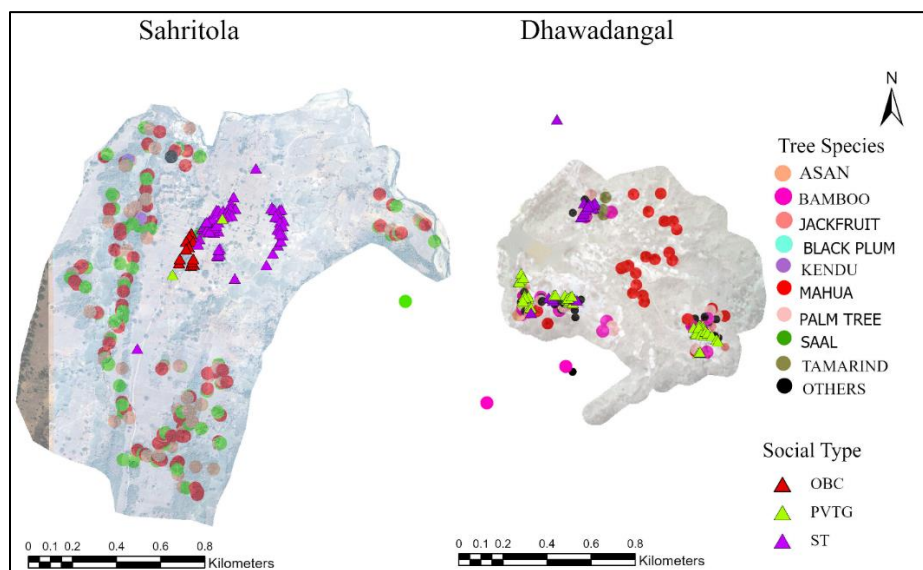 Sahritola
Dhawadangal
N
Tree Species
ASAN
BAMBOO
JACKFRUIT
BLACK PLUM
KENDU
MAHUA
PALM TREE
SAAL
TAMARIND
OTHERS
Social Type
OBC
PVTG
ST
0 0.1 0.2 0.4 0.6 0.8
Kilometers
0 0.1 0.2 0.4 0.6 0.8
Kilometers